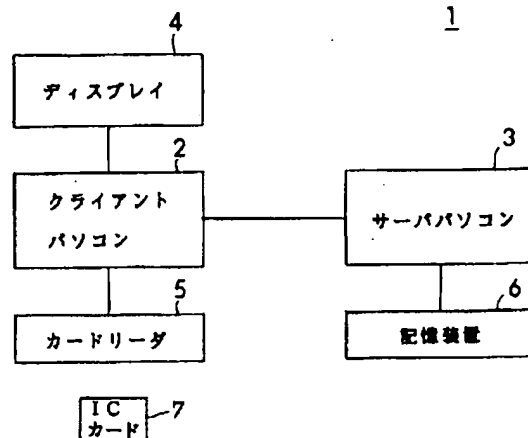 1
4
ディスプレイ
2
クライアント
パソコン
3
サーバパソコン
5
カードリーダ
6
記憶装置
IC
カード
7